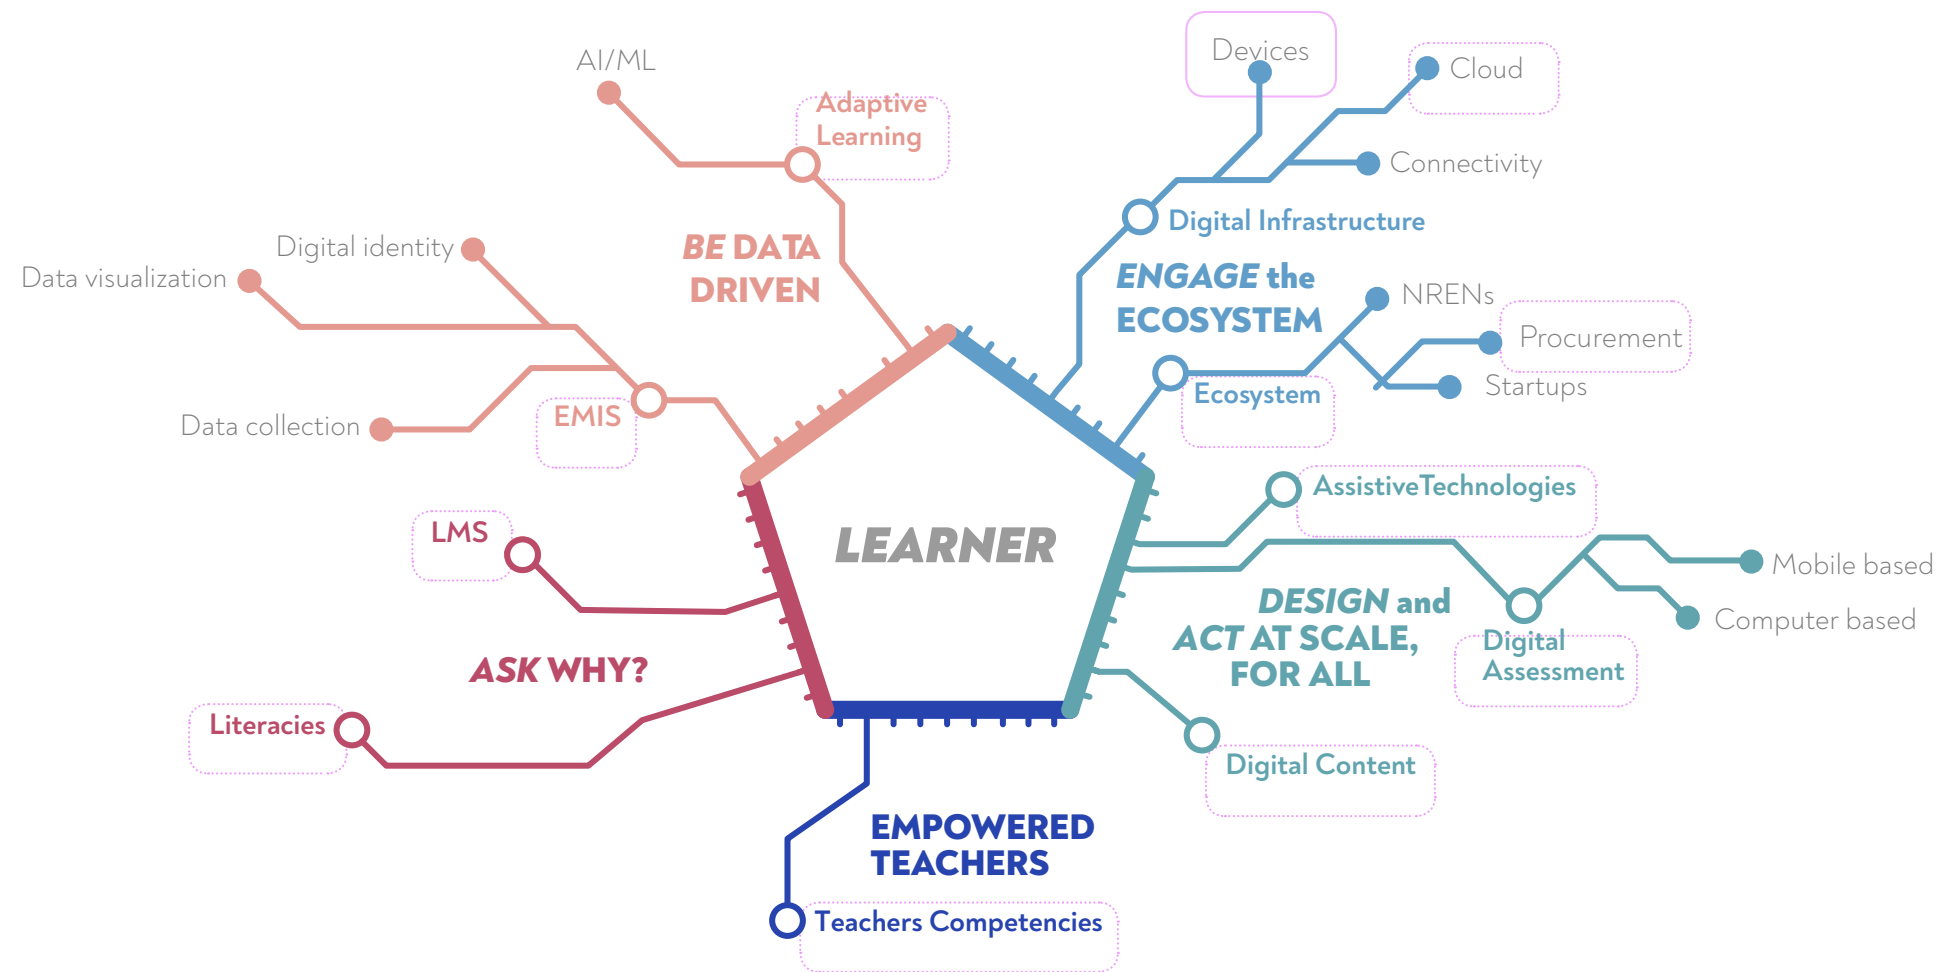 AI/ML
Adaptive
Learning
Devices
Cloud
Connectivity
Digital Infrastructure
Digital identity
Data visualization
BE DATA
DRIVEN
ENGAGE the
ECOSYSTEM
NRENs
Procurement
Startups
Ecosystem
EMIS
Data collection
LMS
LEARNER
AssistiveTechnologies
Mobile based
Computer based
DESIGN and
ACT AT SCALE,
FOR ALL
Digital
Assessment
ASK WHY?
Literacies
Digital Content
EMPOWERED
TEACHERS
Teachers Competencies